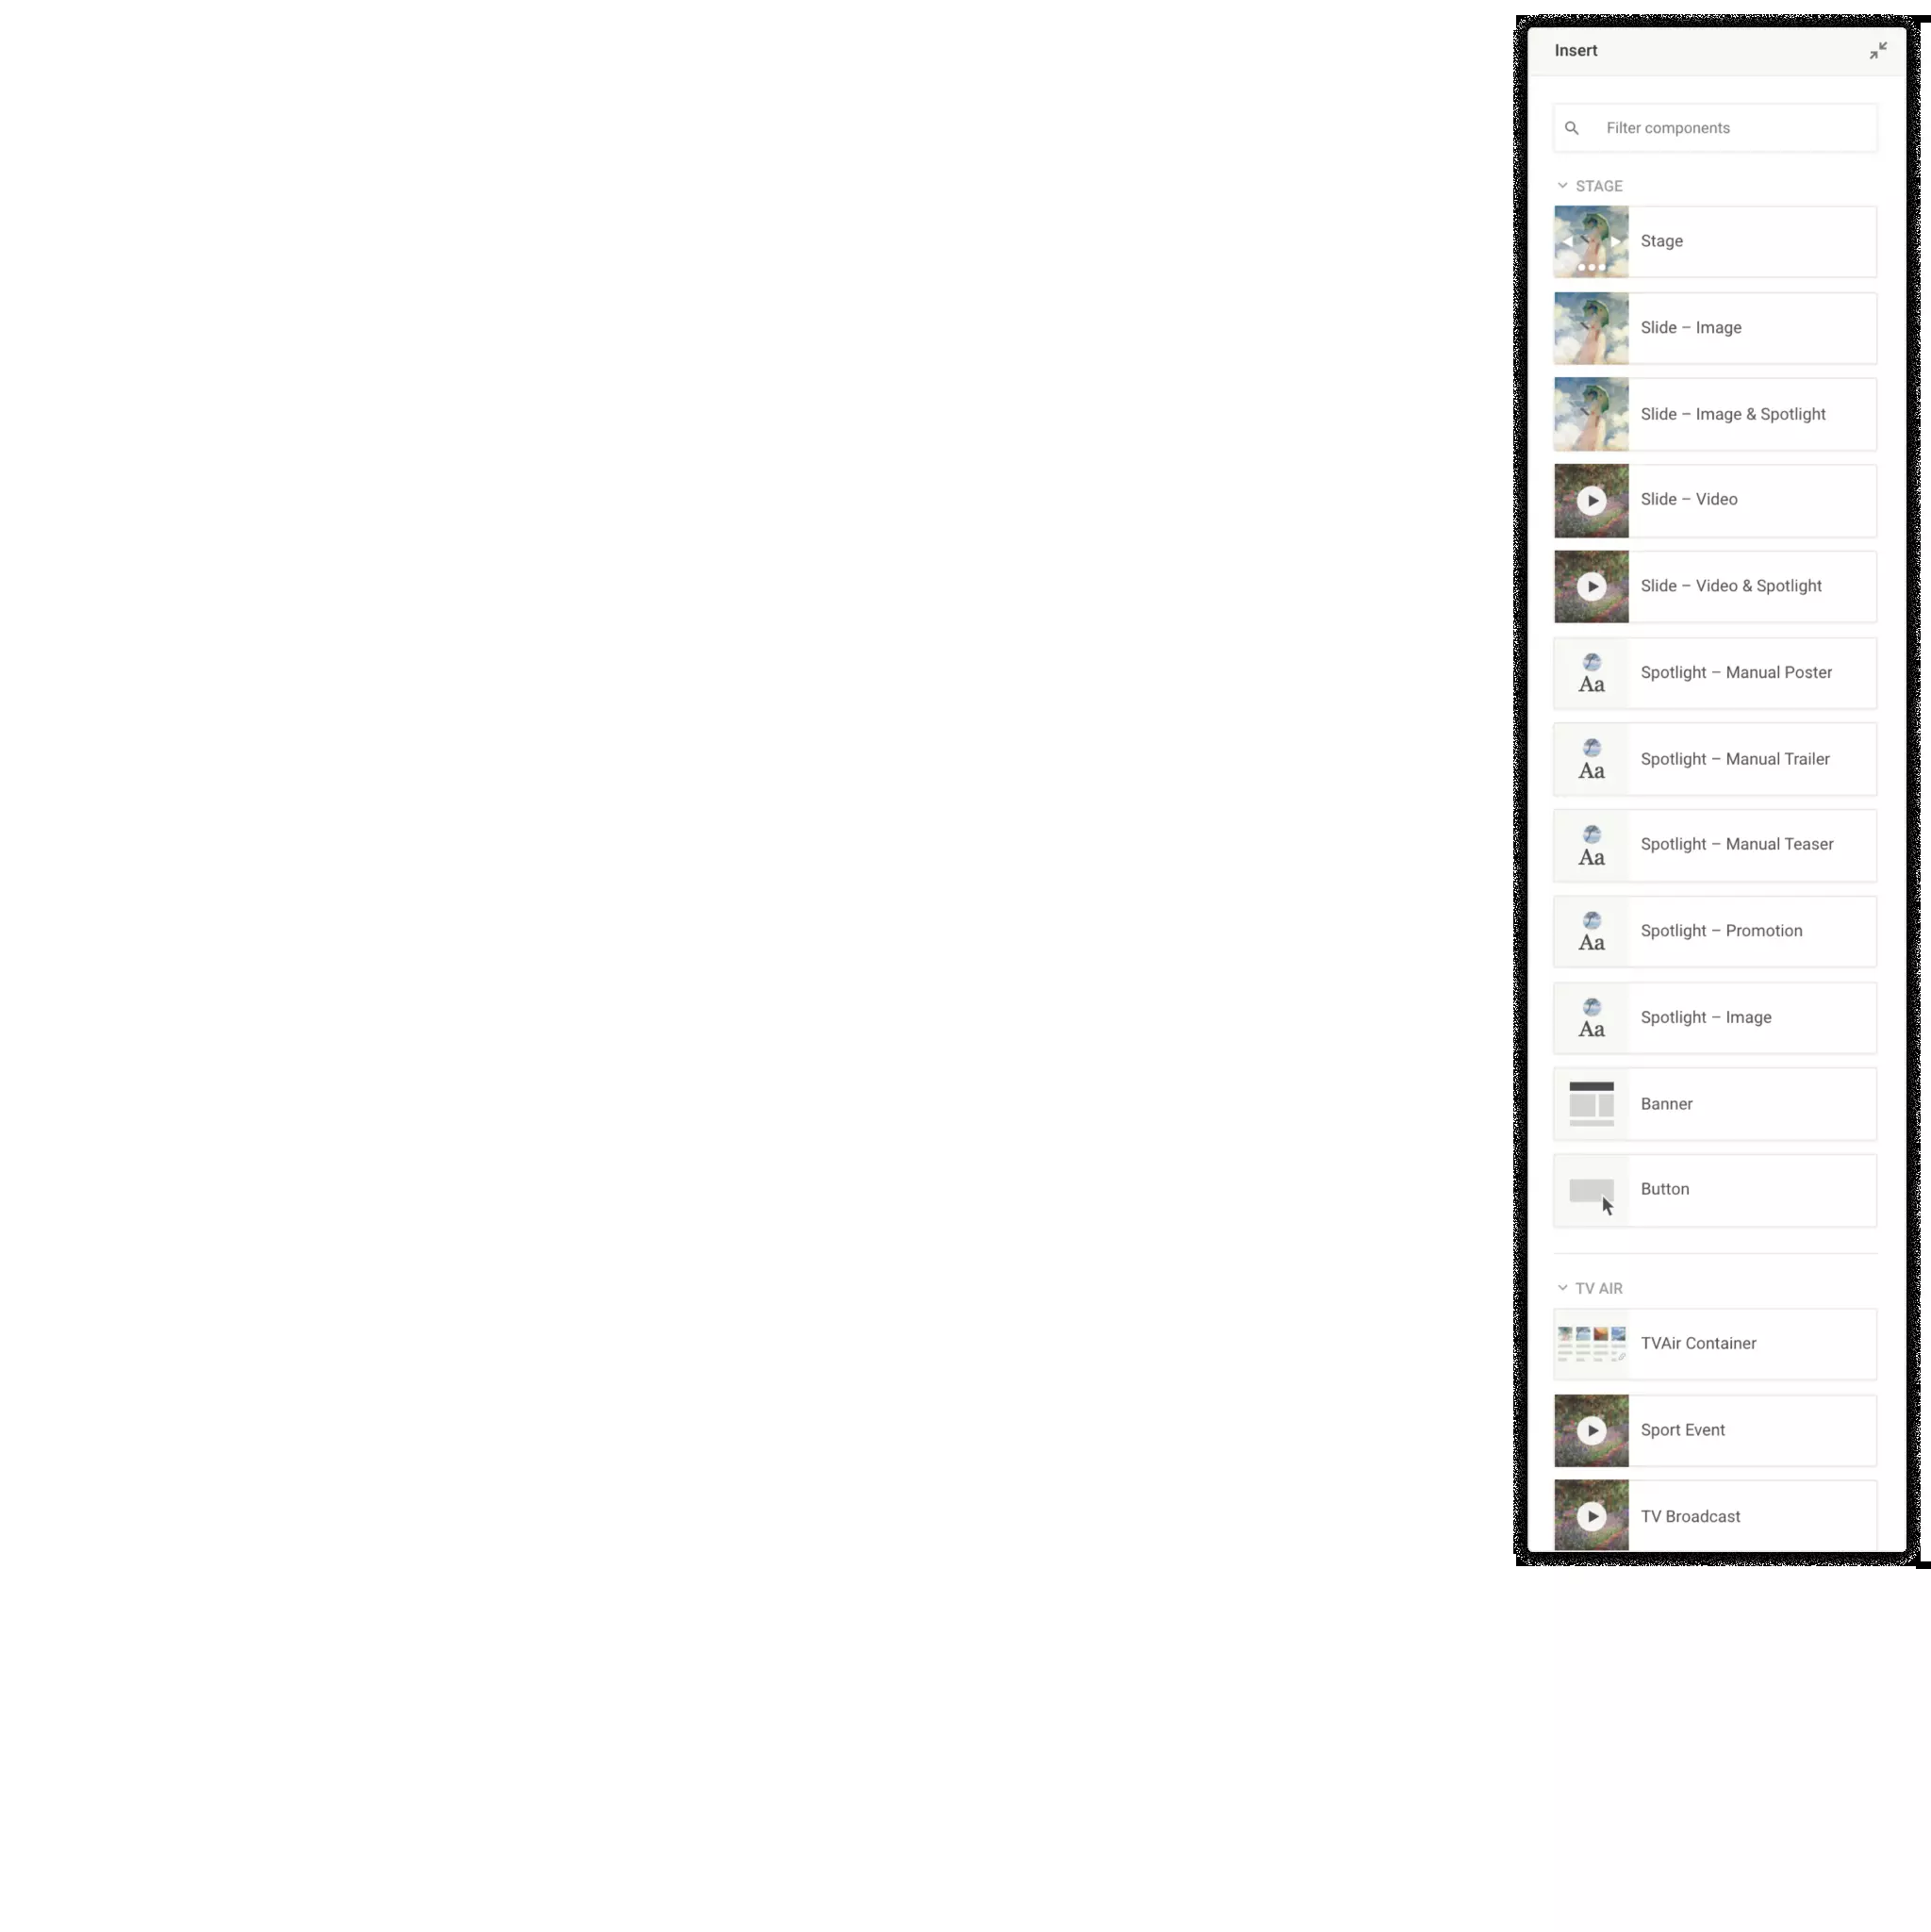 Insert
Filter components
STAGE
Stage
Slide – Image
Slide – Image & Spotlight
Slide – Video
Slide – Video & Spotlight
Aa
Spotlight – Manual Poster
Aa
Spotlight – Manual Trailer
Aa
Spotlight – Manual Teaser
Aa
Spotlight – Promotion
Aa
Spotlight – Image
Banner
Button
TV AIR
TVAir Container
Sport Event
TV Broadcast